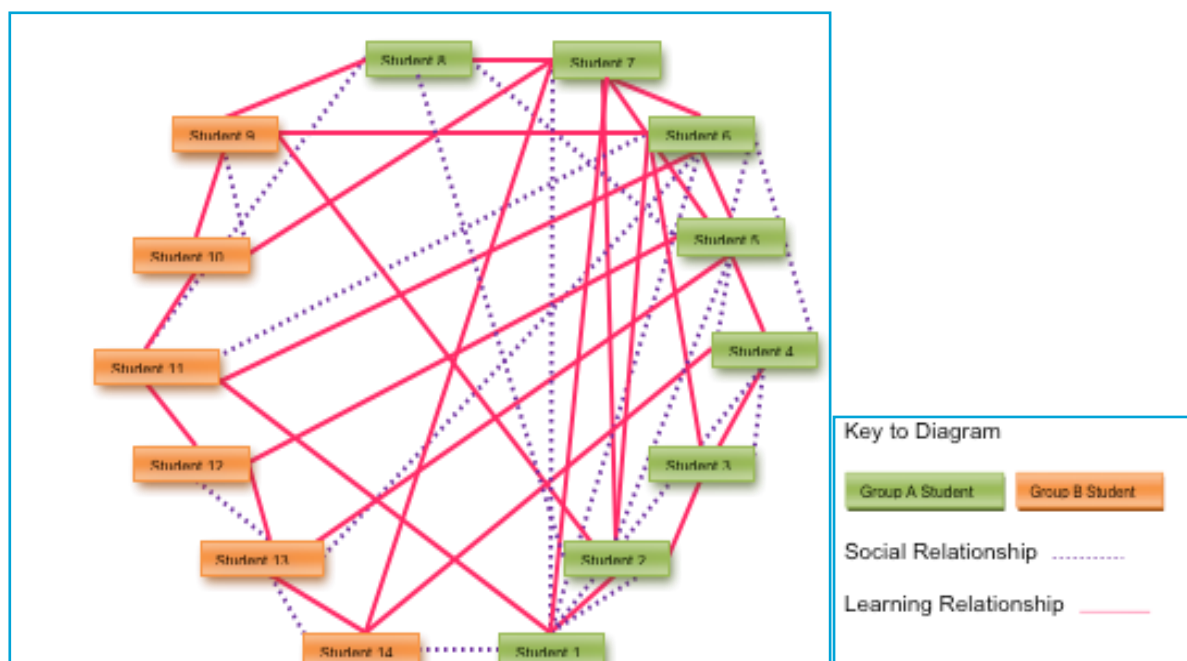 Student 8
Student 7
Student 9
Student 6
Student 5
Student 10
Student 4
Student 11
Student 12
Student 3
Student 13
Student 2
Student 14
Student 1
Key to Diagram
Group A Student
Group B Student
Social Relationship
Learning Relationship